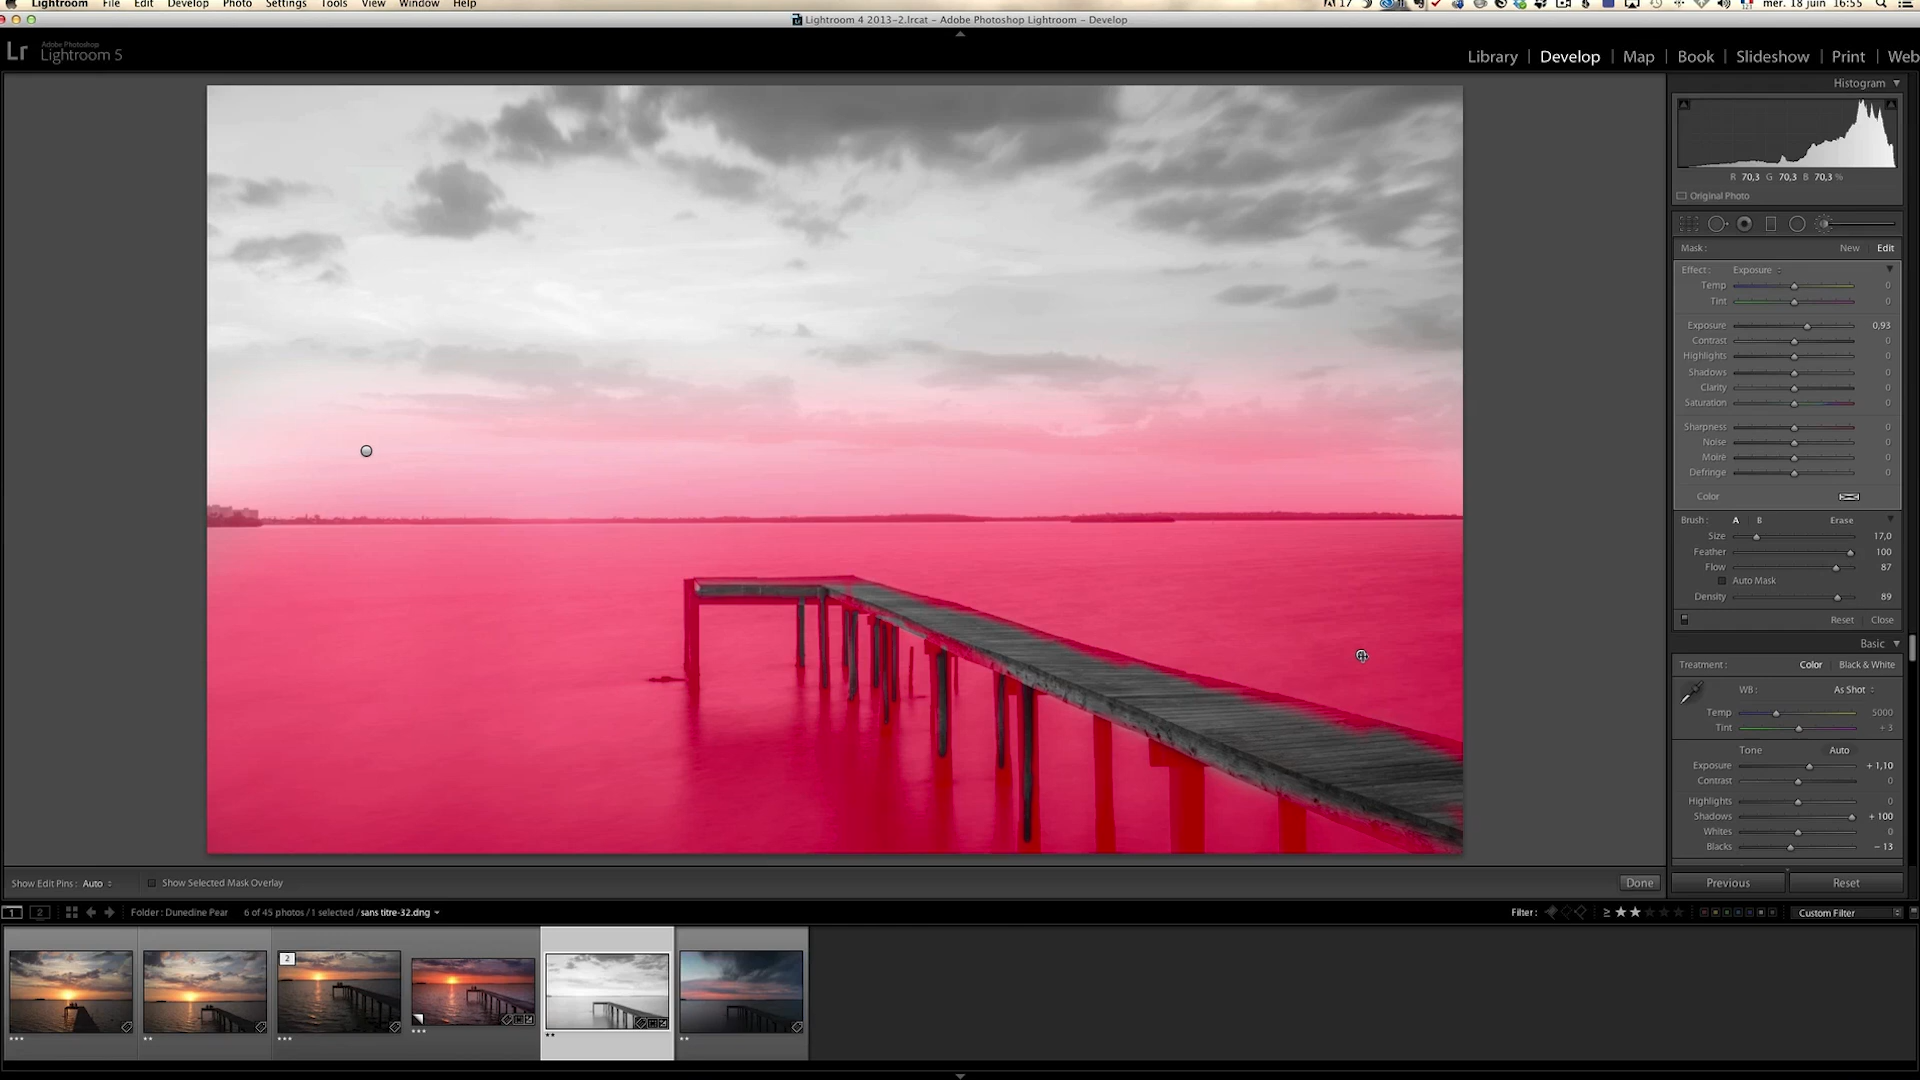 Lightroom File Edit Develop Photo Settings Tools View Window Help
17 mer. 18 juin 16:55
Lightroom 4 2013-2.lrcat – Adobe Photoshop Lightroom – Develop
Lr Adobe Photoshop
Lightroom 5
Library | Develop | Map | Book | Slideshow | Print | Web
Histogram
R 70,3 G 70,3 B 70,3 %
Original Photo
Mask : New Edit
Effect : Exposure
Temp 0
Tint 0
Exposure 0,93
Contrast 0
Highlights 0
Shadows 0
Clarity 0
Saturation 0
Sharpness 0
Noise 0
Moire 0
Defringe 0
Color
Brush : A B Erase
Size 17,0
Feather 100
Flow 87
Auto Mask
Density 89
Reset Close
Basic
Treatment : Color | Black & White
WB : As Shot
Temp 5000
Tint + 3
Tone Auto
Exposure + 1,10
Contrast 0
Highlights 0
Shadows + 100
Whites 0
Blacks – 13
Show Edit Pins : Auto Show Selected Mask Overlay Done
Previous Reset
1 2 Folder : Dunedine Pear 6 of 45 photos / 1 selected / sans titre-32.dng Filter : ≥ ★★ Custom Filter
2